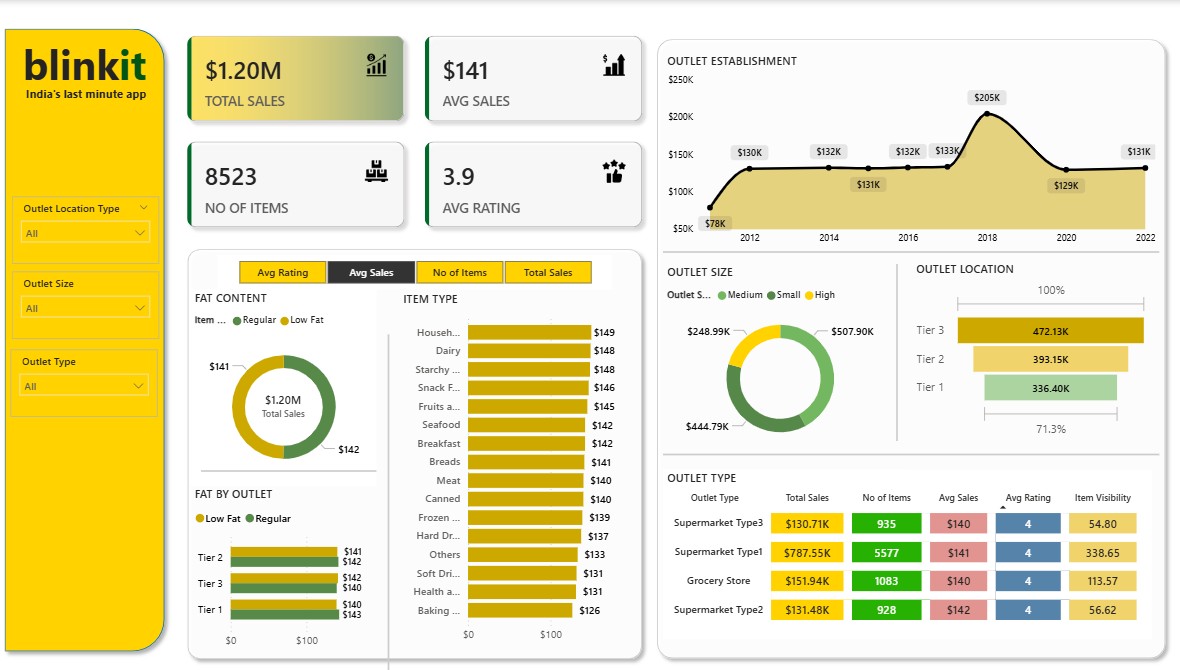 blinkit
India's last minute app
Outlet Location Type
All
Outlet Size
All
Outlet Type
All
$1.20M
TOTAL SALES
$141
AVG SALES
8523
NO OF ITEMS
3.9
AVG RATING
Avg Rating Avg Sales No of Items Total Sales
FAT CONTENT
Item ... Regular Low Fat
$141
$1.20M
Total Sales
$142
FAT BY OUTLET
Low Fat Regular
Tier 2 $141
$142
Tier 3 $142
$140
Tier 1 $140
$143
$0 $100
ITEM TYPE
Househ... $149
Dairy $148
Starchy ... $148
Snack F... $146
Fruits a... $145
Seafood $142
Breakfast $142
Breads $141
Meat $140
Canned $140
Frozen ... $139
Hard Dr... $137
Others $133
Soft Dri... $131
Health a... $131
Baking ... $126
$0 $100
OUTLET ESTABLISHMENT
$250K
$200K
$150K
$100K
$50K
$78K $130K $132K $131K $132K $133K $205K $129K $131K
2012 2014 2016 2018 2020 2022
OUTLET SIZE
Outlet S... Medium Small High
$248.99K $507.90K
$444.79K
OUTLET LOCATION
100%
Tier 3 472.13K
Tier 2 393.15K
Tier 1 336.40K
71.3%
OUTLET TYPE
Outlet Type Total Sales No of Items Avg Sales Avg Rating Item Visibility
Supermarket Type3 $130.71K 935 $140 4 54.80
Supermarket Type1 $787.55K 5577 $141 4 338.65
Grocery Store $151.94K 1083 $140 4 113.57
Supermarket Type2 $131.48K 928 $142 4 56.62